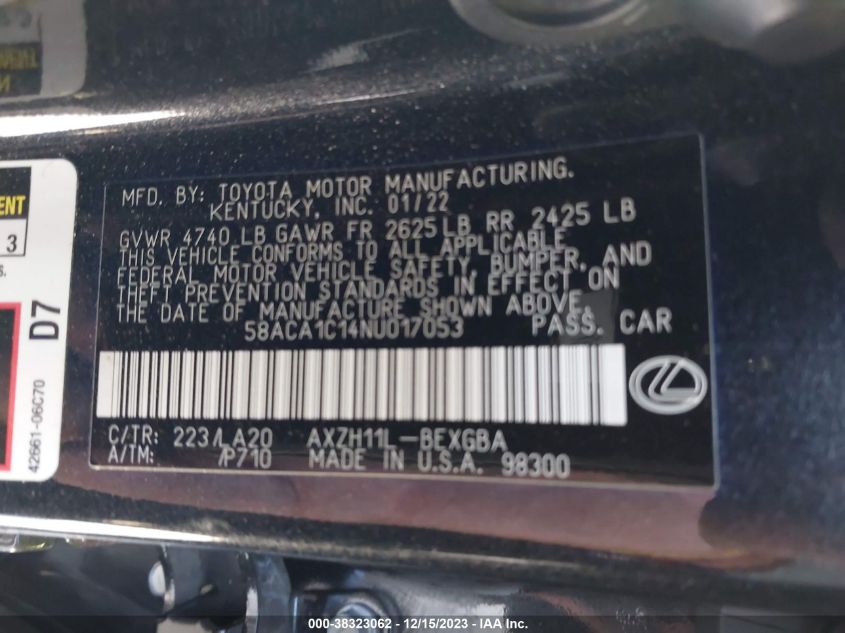 MFD. BY: TOYOTA MOTOR MANUFACTURING.
KENTUCKY, INC. 01/22
GVWR 4740 LB GAWR FR 2625 LB RR 2425 LB
THIS VEHICLE CONFORMS TO ALL APPLICABLE
FEDERAL MOTOR VEHICLE SAFETY, BUMPER, AND
THEFT PREVENTION STANDARDS IN EFFECT ON
THE DATE OF MANUFACTURE SHOWN ABOVE.
58ACA1C14NU017053 PASS. CAR
C/TR: 223/LA20 AXZH11L-BEXGBA
A/TM: /P710 MADE IN U.S.A. 98300
ENT
3
S.
D7
42661-06C70
000-38323062 - 12/15/2023 - IAA Inc.